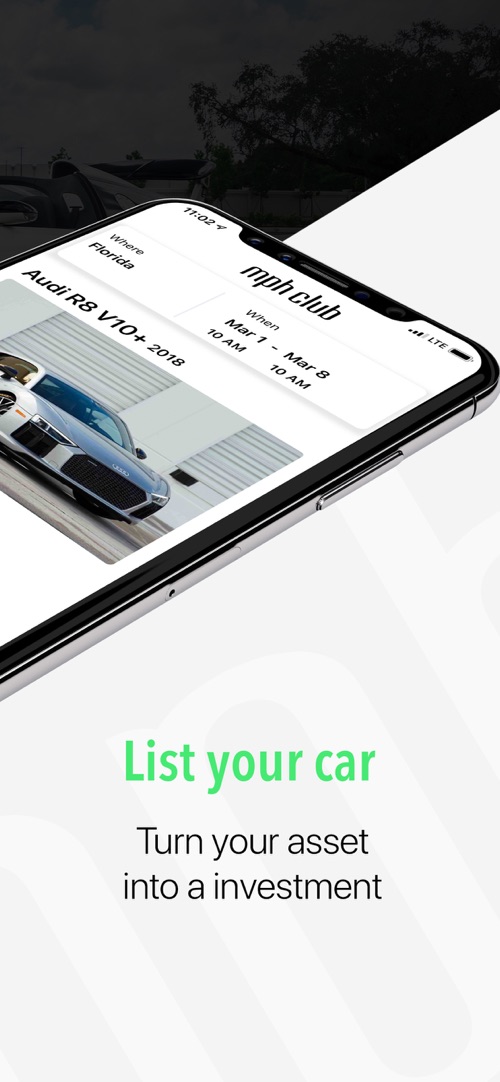 11:02
LTE
mph club
Where
Florida
When
Mar 1 - Mar 8
10 AM 10 AM
Audi R8 V10+ 2018
List your car
Turn your asset
into a investment